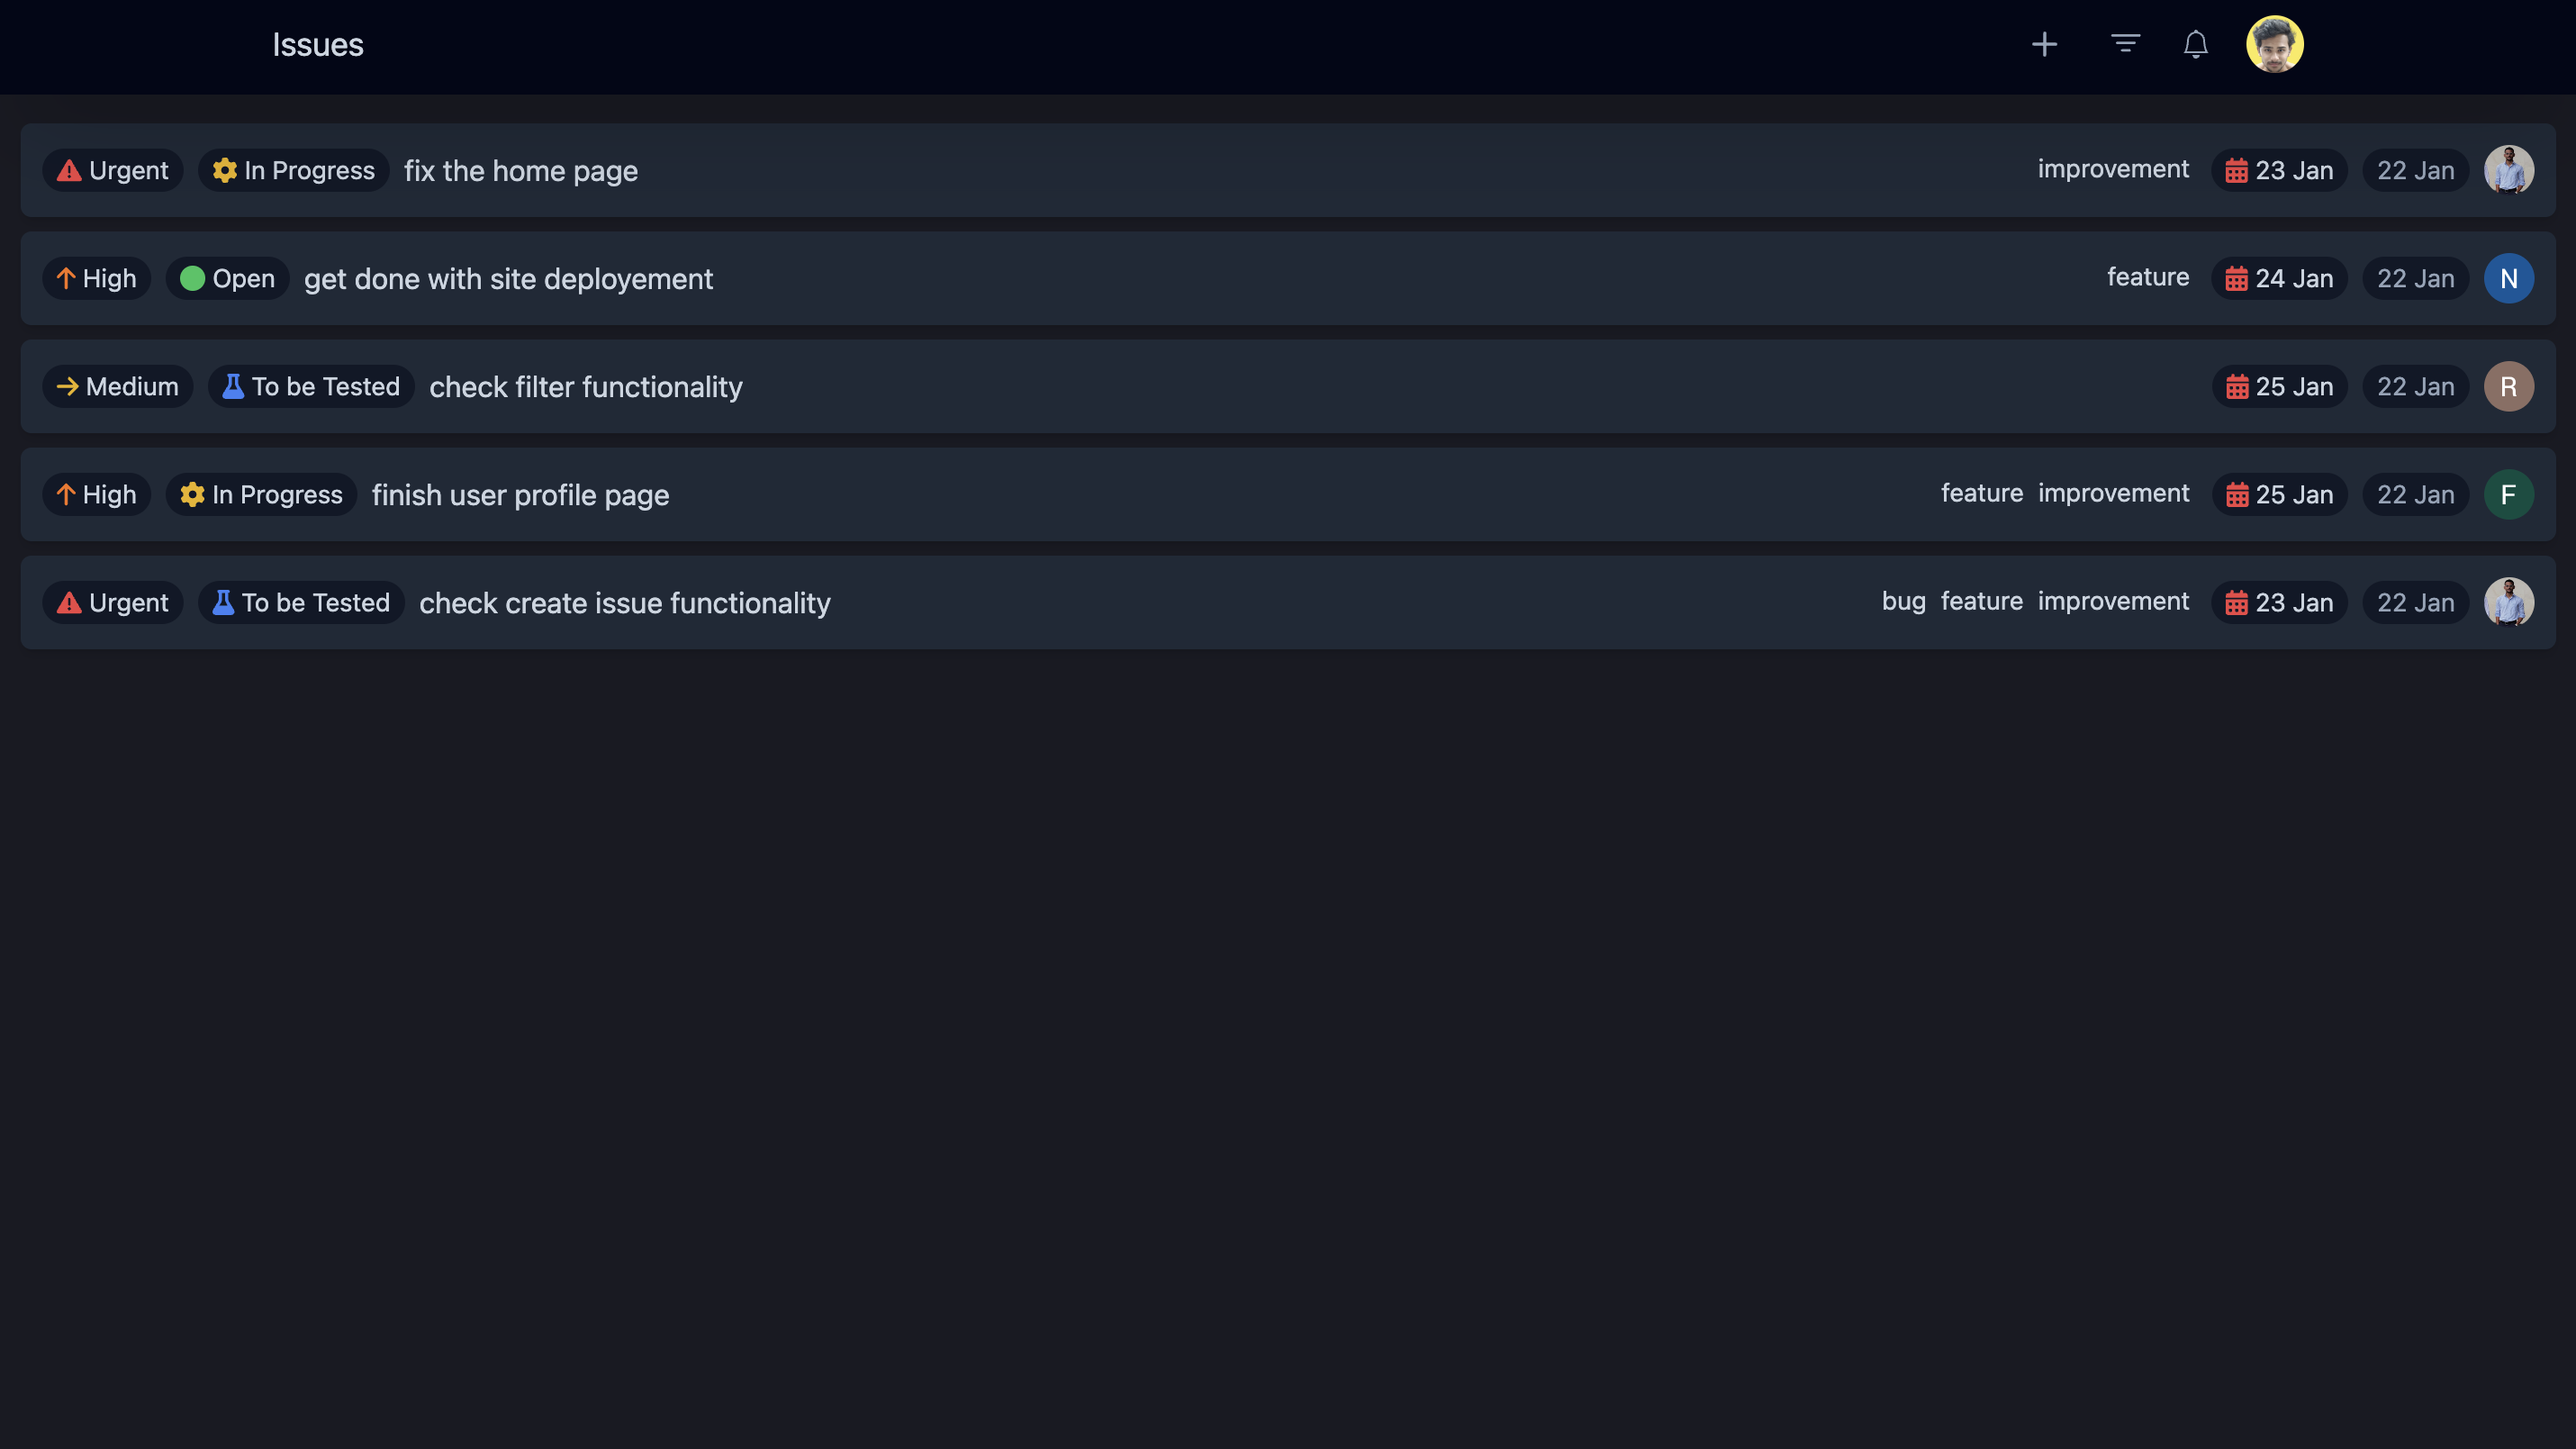 Issues
Urgent In Progress fix the home page improvement 23 Jan 22 Jan
High Open get done with site deployement feature 24 Jan 22 Jan N
Medium To be Tested check filter functionality 25 Jan 22 Jan R
High In Progress finish user profile page feature improvement 25 Jan 22 Jan F
Urgent To be Tested check create issue functionality bug feature improvement 23 Jan 22 Jan